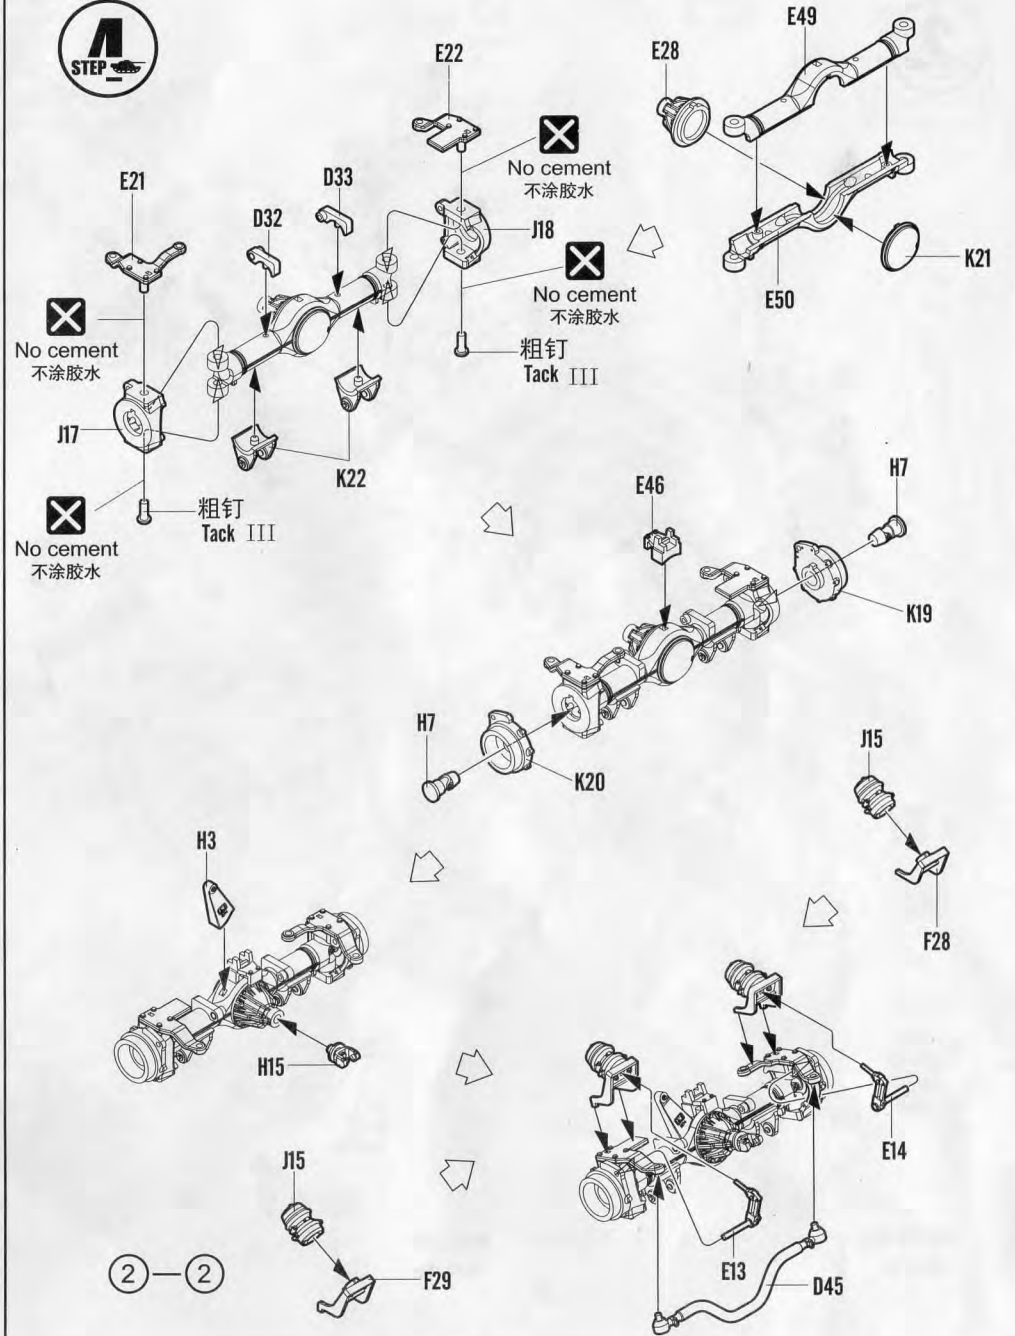 STEP
E49
E22
E28
No cement
不涂胶水
E21
D33
D32
J18
K21
No cement
不涂胶水
E50
No cement
不涂胶水
粗钉
Tack III
J17
K22
E46
H7
粗钉
Tack III
No cement
不涂胶水
K19
H7
J15
K20
H3
F28
H15
E14
J15
E13
2—2
F29
D45